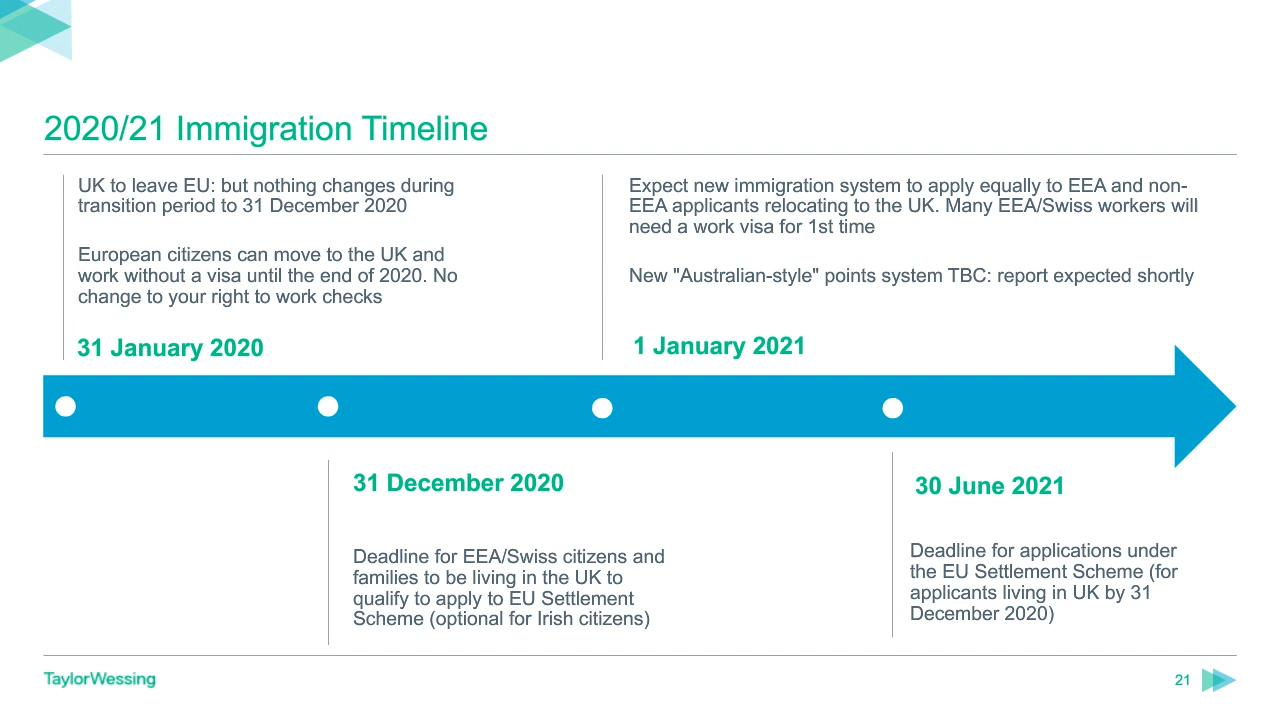 2020/21 Immigration Timeline
UK to leave EU: but nothing changes during
transition period to 31 December 2020
European citizens can move to the UK and
work without a visa until the end of 2020. No
change to your right to work checks
31 January 2020
Expect new immigration system to apply equally to EEA and non-
EEA applicants relocating to the UK. Many EEA/Swiss workers will
need a work visa for 1st time
New "Australian-style" points system TBC: report expected shortly
1 January 2021
31 December 2020
Deadline for EEA/Swiss citizens and
families to be living in the UK to
qualify to apply to EU Settlement
Scheme (optional for Irish citizens)
30 June 2021
Deadline for applications under
the EU Settlement Scheme (for
applicants living in UK by 31
December 2020)
TaylorWessing
21